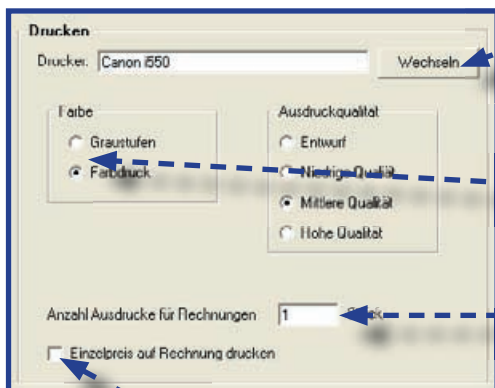 Drucken
Drucker: Canon i550 Wechseln
Farbe
Graustufen
Farbdruck
Ausdruckqualität
Entwurf
Niedrige Qualität
Mittlere Qualität
Hohe Qualität
Anzahl Ausdrucke für Rechnungen 1
Einzelpreis auf Rechnung drucken